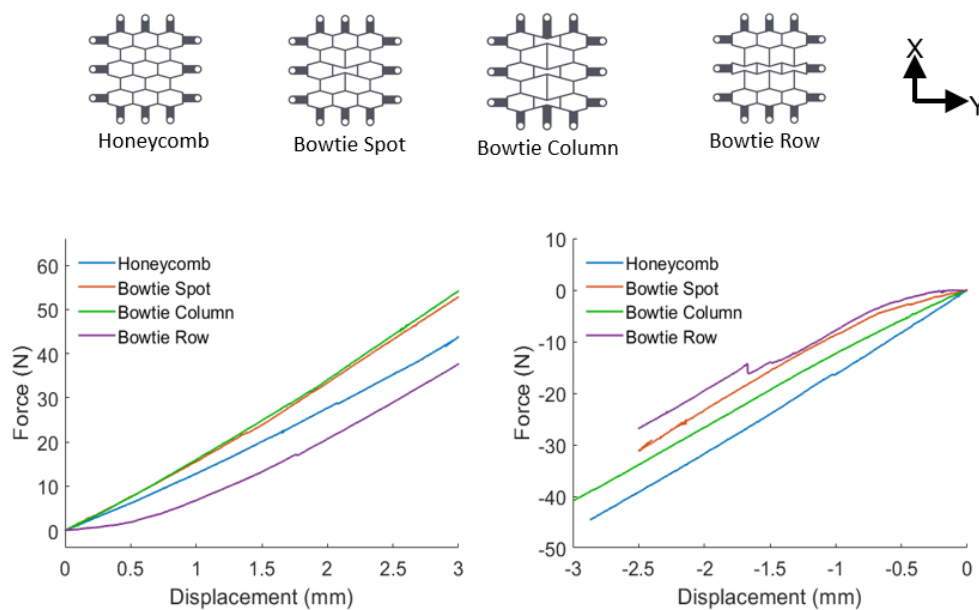 Honeycomb
Bowtie Spot
Bowtie Column
Bowtie Row
X
Y
Honeycomb
Bowtie Spot
Bowtie Column
Bowtie Row
60
50
40
30
20
10
0
Force (N)
0 0.5 1 1.5 2 2.5 3
Displacement (mm)
Honeycomb
Bowtie Spot
Bowtie Column
Bowtie Row
10
0
-10
-20
-30
-40
-50
Force (N)
-3 -2.5 -2 -1.5 -1 -0.5 0
Displacement (mm)